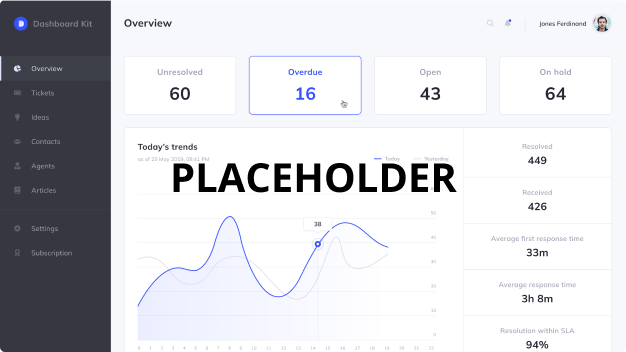 Dashboard Kit
Overview
Tickets
Ideas
Contacts
Agents
Articles
Settings
Subscription
Overview
Jones Ferdinand
Unresolved
60
Overdue
16
Open
43
On hold
64
Today's trends
as of 25 May 2019, 09:41 PM
Today
Yesterday
PLACEHOLDER
38
50
40
30
20
10
0
0 1 2 3 4 5 6 7 8 9 10 11 12 13 14 15 16 17 18 19 20 21 22
Resolved
449
Received
426
Average first response time
33m
Average response time
3h 8m
Resolution within SLA
94%